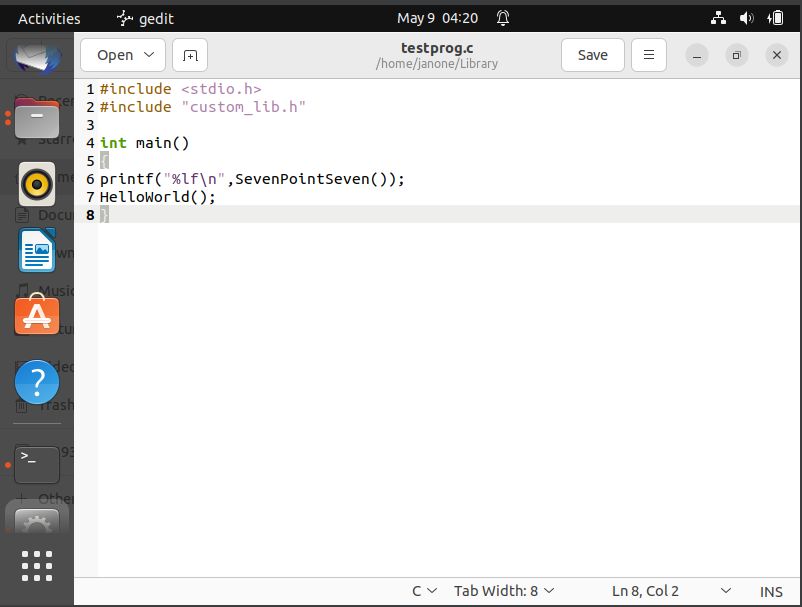 Activities gedit May 9 04:20
Open testprog.c Save
/home/janone/Library
1 #include <stdio.h>
2 #include "custom_lib.h"
3
4 int main()
5 {
6 printf("%lf\n",SevenPointSeven());
7 HelloWorld();
8 }
Trash
Other
C Tab Width: 8 Ln 8, Col 2 INS